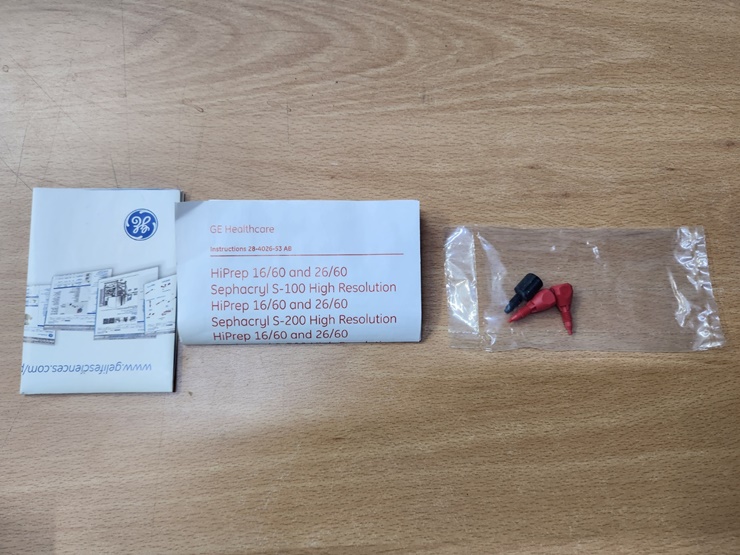 GE
www.gelifesciences.com/p
GE Healthcare
Instructions 28-4026-53 AB
HiPrep 16/60 and 26/60
Sephacryl S-100 High Resolution
HiPrep 16/60 and 26/60
Sephacryl S-200 High Resolution
HiPrep 16/60 and 26/60